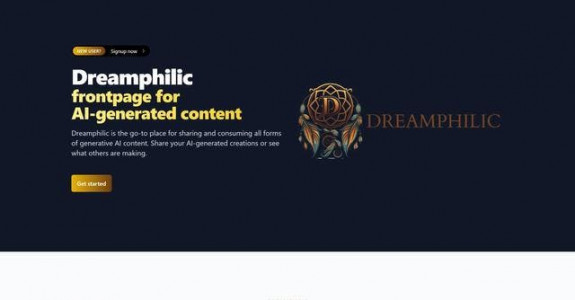 NEW USER? Signup now
Dreamphilic
frontpage for
AI-generated content
Dreamphilic is the go-to place for sharing and consuming all forms
of generative AI content. Share your AI-generated creations or see
what others are making.
Get started
D
DREAMPHILIC